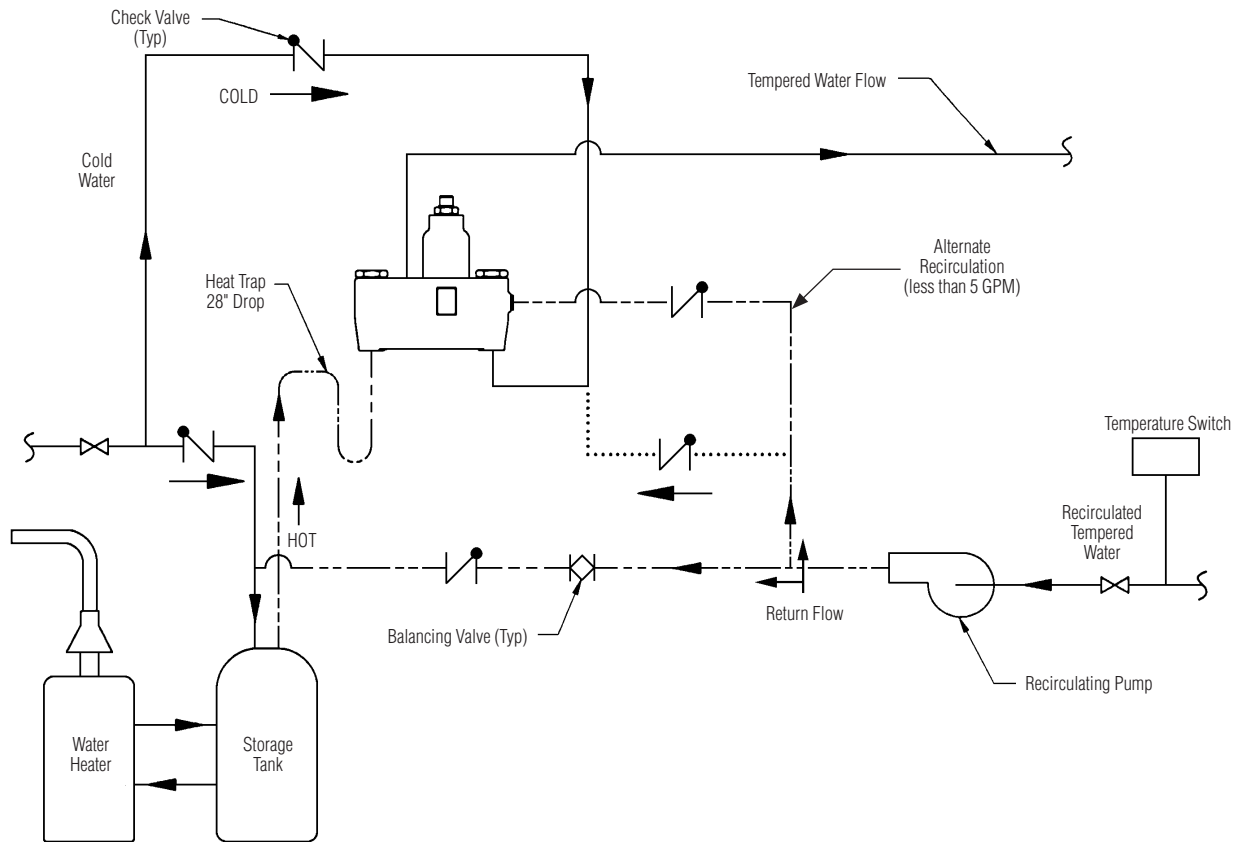 Check Valve
(Typ)
COLD
Tempered Water Flow
Cold
Water
Alternate
Recirculation
(less than 5 GPM)
Heat Trap
28" Drop
Temperature Switch
Recirculated
Tempered
Water
HOT
Balancing Valve (Typ)
Return Flow
Recirculating Pump
Water
Heater
Storage
Tank